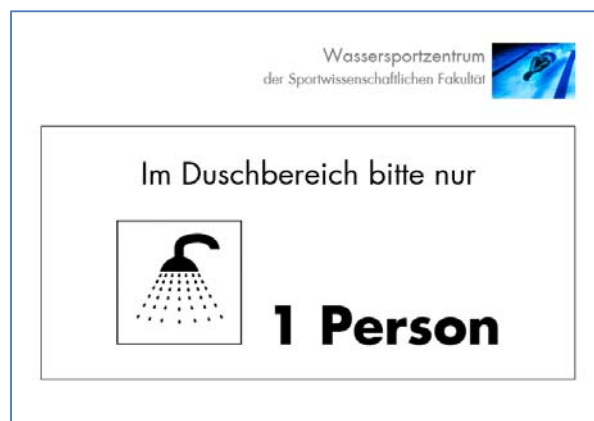 Wassersportzentrum
der Sportwissenschaftlichen Fakultät
Im Duschbereich bitte nur
1 Person